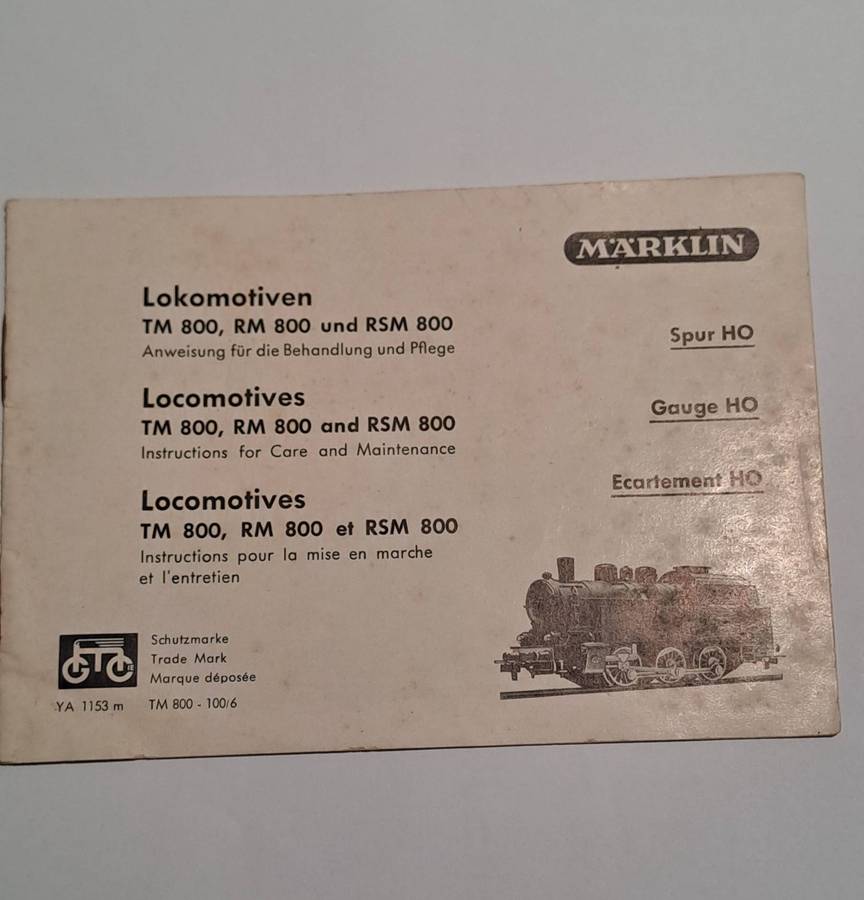 MÄRKLIN
Lokomotiven
TM 800, RM 800 und RSM 800
Anweisung für die Behandlung und Pflege
Spur HO
Locomotives
TM 800, RM 800 and RSM 800
Instructions for Care and Maintenance
Gauge HO
Locomotives
TM 800, RM 800 et RSM 800
Instructions pour la mise en marche
et l'entretien
Ecartement HO
Schutzmarke
Trade Mark
Marque déposée
YA 1153 m TM 800 - 100/6